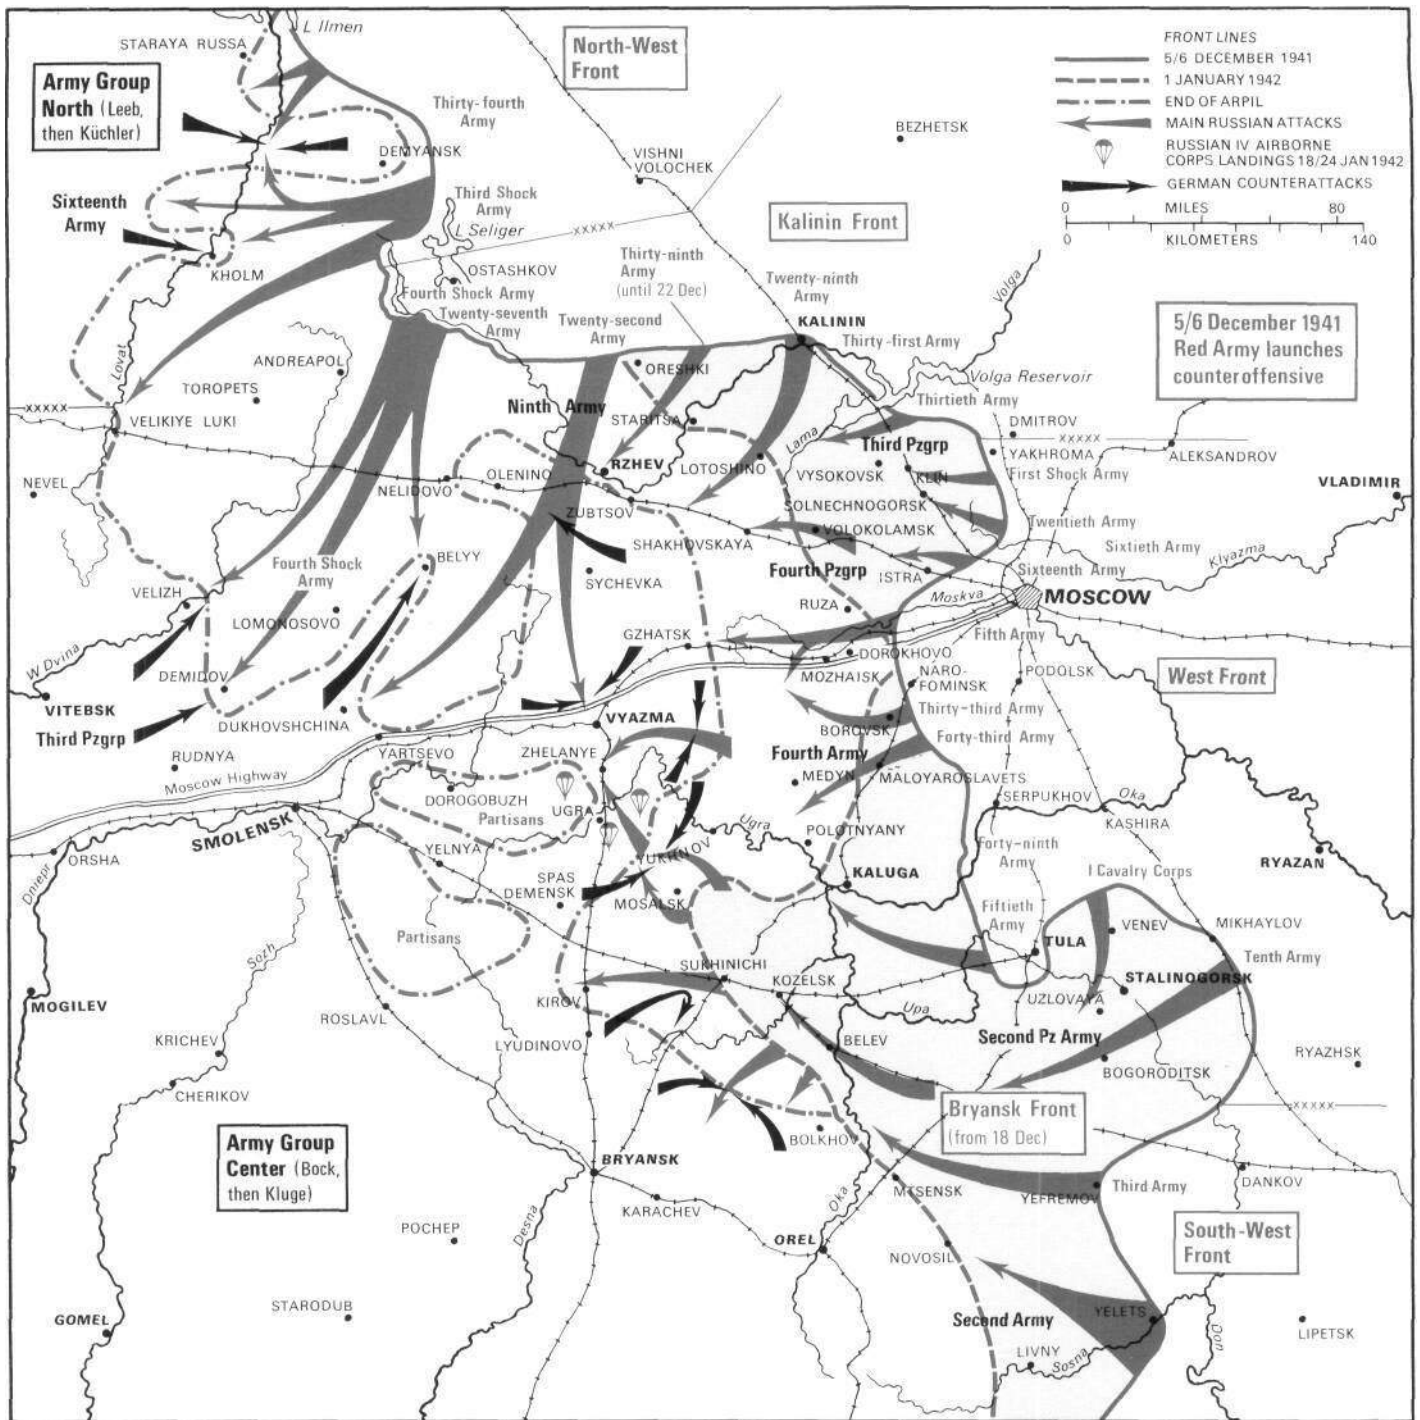 L Ilmen
STARAYA RUSSA
Army Group
North (Leeb,
then Küchler)
North-West
Front
FRONT LINES
5/6 DECEMBER 1941
1 JANUARY 1942
END OF ARPIL
MAIN RUSSIAN ATTACKS
RUSSIAN IV AIRBORNE
CORPS LANDINGS 18/24 JAN 1942
GERMAN COUNTERATTACKS
0 MILES 80
0 KILOMETERS 140
Thirty-fourth
Army
DEMYANSK
BEZHETSK
VISHNI
VOLOCHEK
Sixteenth
Army
Third Shock
Army
L Seliger
xxxxx
Kalinin Front
KHOLM
OSTASHKOV
Fourth Shock Army
Thirty-ninth
Army
(until 22 Dec)
Twenty-ninth
Army
Volga
Twenty-seventh
Army
Twenty-second
Army
KALININ
Thirty-first Army
5/6 December 1941
Red Army launches
counteroffensive
Lovat
ANDREAPOL
TOROPETS
ORESHKI
Volga Reservoir
Thirtieth Army
xxxxx
VELIKIYE LUKI
Ninth Army
STARITSA
Lama
Third Pzgrp
DMITROV
xxxxx
YAKHROMA
ALEKSANDROV
First Shock Army
NEVEL
NELIDOVO
OLENINO
RZHEV
LOTOSHINO
VYSOKOVSK
KLIN
VLADIMIR
ZUBTSOV
SOLNECHNOGORSK
VOLOKOLAMSK
Twentieth Army
SHAKHOVSKAYA
Sixtieth Army
Klyazma
BELYY
Fourth Shock
Army
SYCHEVKA
Fourth Pzgrp
ISTRA
Sixteenth Army
VELIZH
LOMONOSOVO
RUZA
Moskva
MOSCOW
W Dvina
GZHATSK
Fifth Army
DOROKHOVO
MOZHAISK
DEMIDOV
NARO-
FOMINSK
PODOLSK
West Front
VITEBSK
Third Pzgrp
DUKHOVSHCHINA
VYAZMA
Thirty-third Army
BOROVSK
Forty-third Army
RUDNYA
YARTSEVO
ZHELANYE
Fourth Army
Moscow Highway
MEDYN
MALOYAROSLAVETS
DOROGOBUZH
Partisans
UGRA
SERPUKHOV
Oka
KASHIRA
SMOLENSK
Ugra
POLOTNYANY
ORSHA
Dniepr
YELNYA
YUKHNOV
Forty-ninth
Army
RYAZAN
SPAS
DEMENSK
KALUGA
I Cavalry Corps
MOSALSK
Fiftieth
Army
VENEV
MIKHAYLOV
Partisans
Sozh
TULA
Tenth Army
SUKHINICHI
KOZELSK
STALINOGORSK
UZLOVAYA
MOGILEV
ROSLAVL
KIROV
Upa
KRICHEV
LYUDINOVO
BELEV
Second Pz Army
RYAZHSK
BOGORODITSK
CHERIKOV
xxxxx
Bryansk Front
(from 18 Dec)
BOLKHOV
Army Group
Center (Bock,
then Kluge)
BRYANSK
MTSENSK
YEFREMOV
Third Army
DANKOV
KARACHEV
Oka
Desna
POCHEP
OREL
NOVOSIL
South-West
Front
STARODUB
GOMEL
Second Army
YELETS
Don
LIPETSK
LIVNY
Sosna